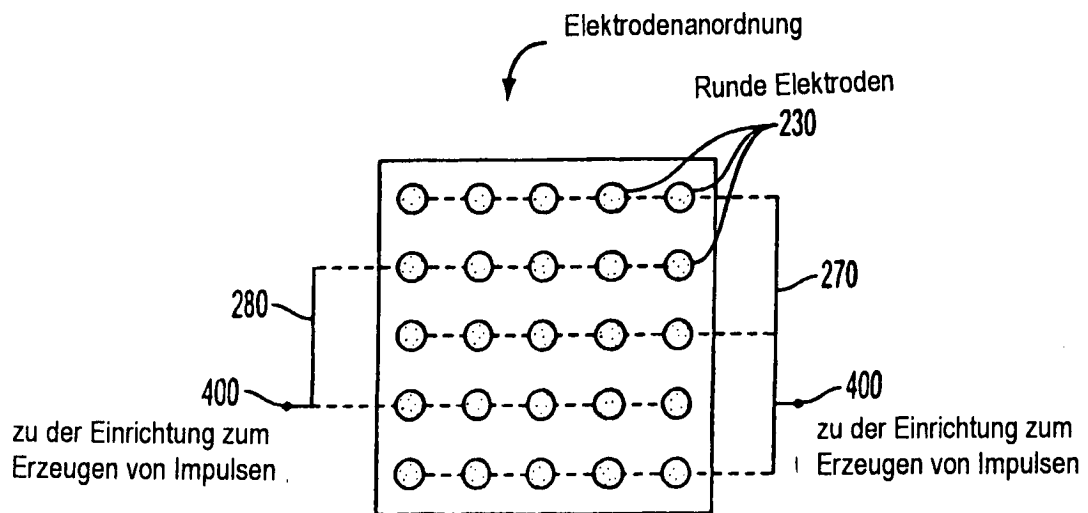 Elektrodenanordnung
Runde Elektroden
230
280
270
400
zu der Einrichtung zum
Erzeugen von Impulsen
400
zu der Einrichtung zum
Erzeugen von Impulsen